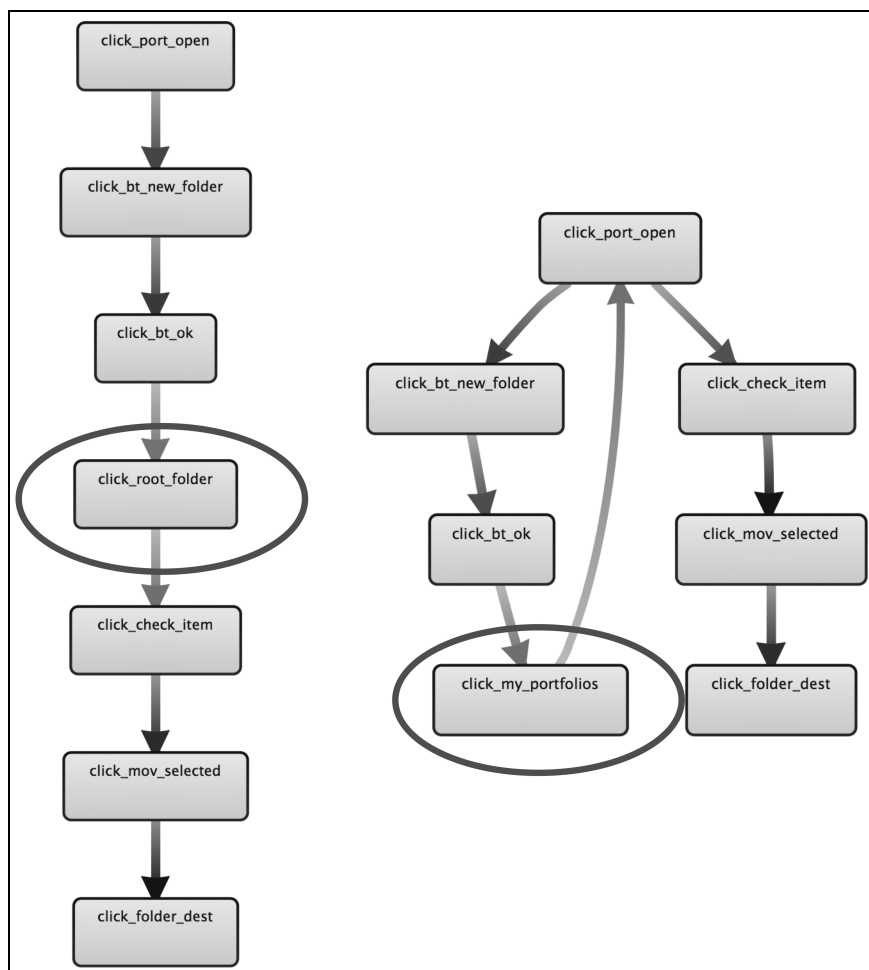 click_port_open
click_bt_new_folder
click_bt_ok
click_root_folder
click_check_item
click_mov_selected
click_folder_dest
click_port_open
click_bt_new_folder
click_check_item
click_bt_ok
click_mov_selected
click_my_portfolios
click_folder_dest